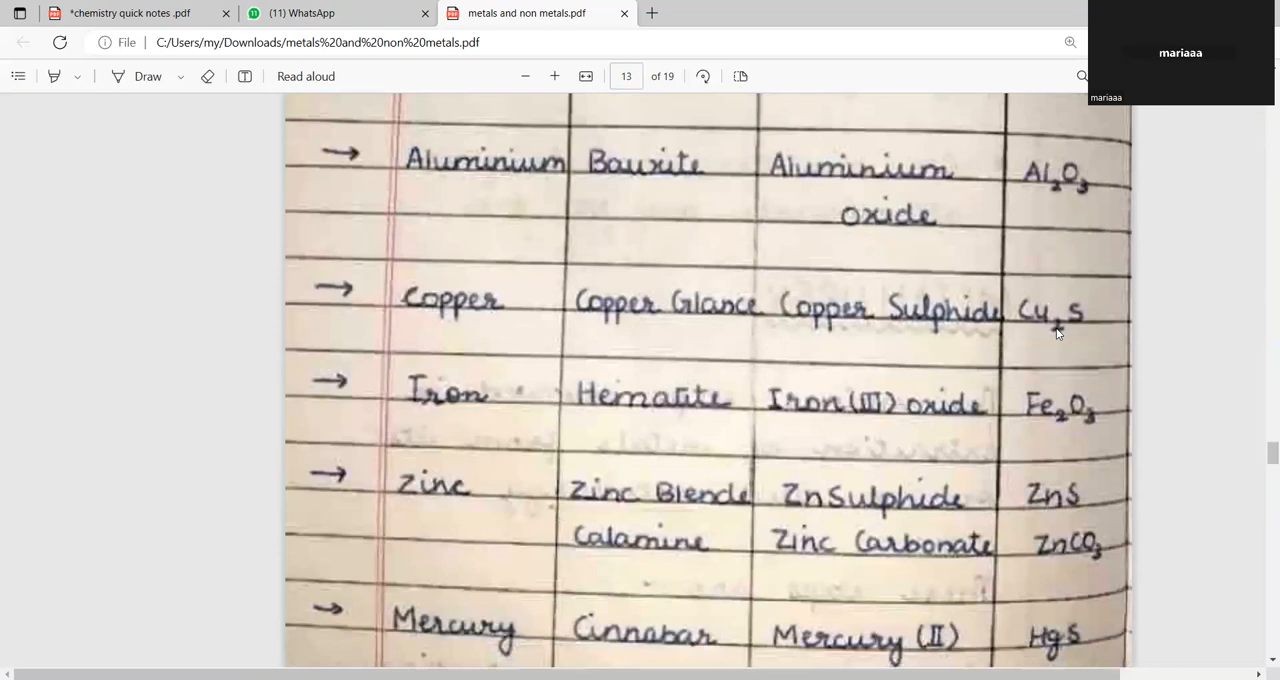 *chemistry quick notes .pdf
(11) WhatsApp
metals and non metals.pdf
File C:/Users/my/Downloads/metals%20and%20non%20metals.pdf
Draw Read aloud 13 of 19
mariaaa
mariaaa
→ Aluminium Bauxite Aluminium oxide Al₂O₃
→ Copper Copper Glance Copper Sulphide Cu₂S
→ Iron Hematite Iron (III) oxide Fe₂O₃
→ Zinc Zinc Blende Zn Sulphide ZnS
Calamine Zinc Carbonate ZnCO₃
→ Mercury Cinnabar Mercury (II) HgS